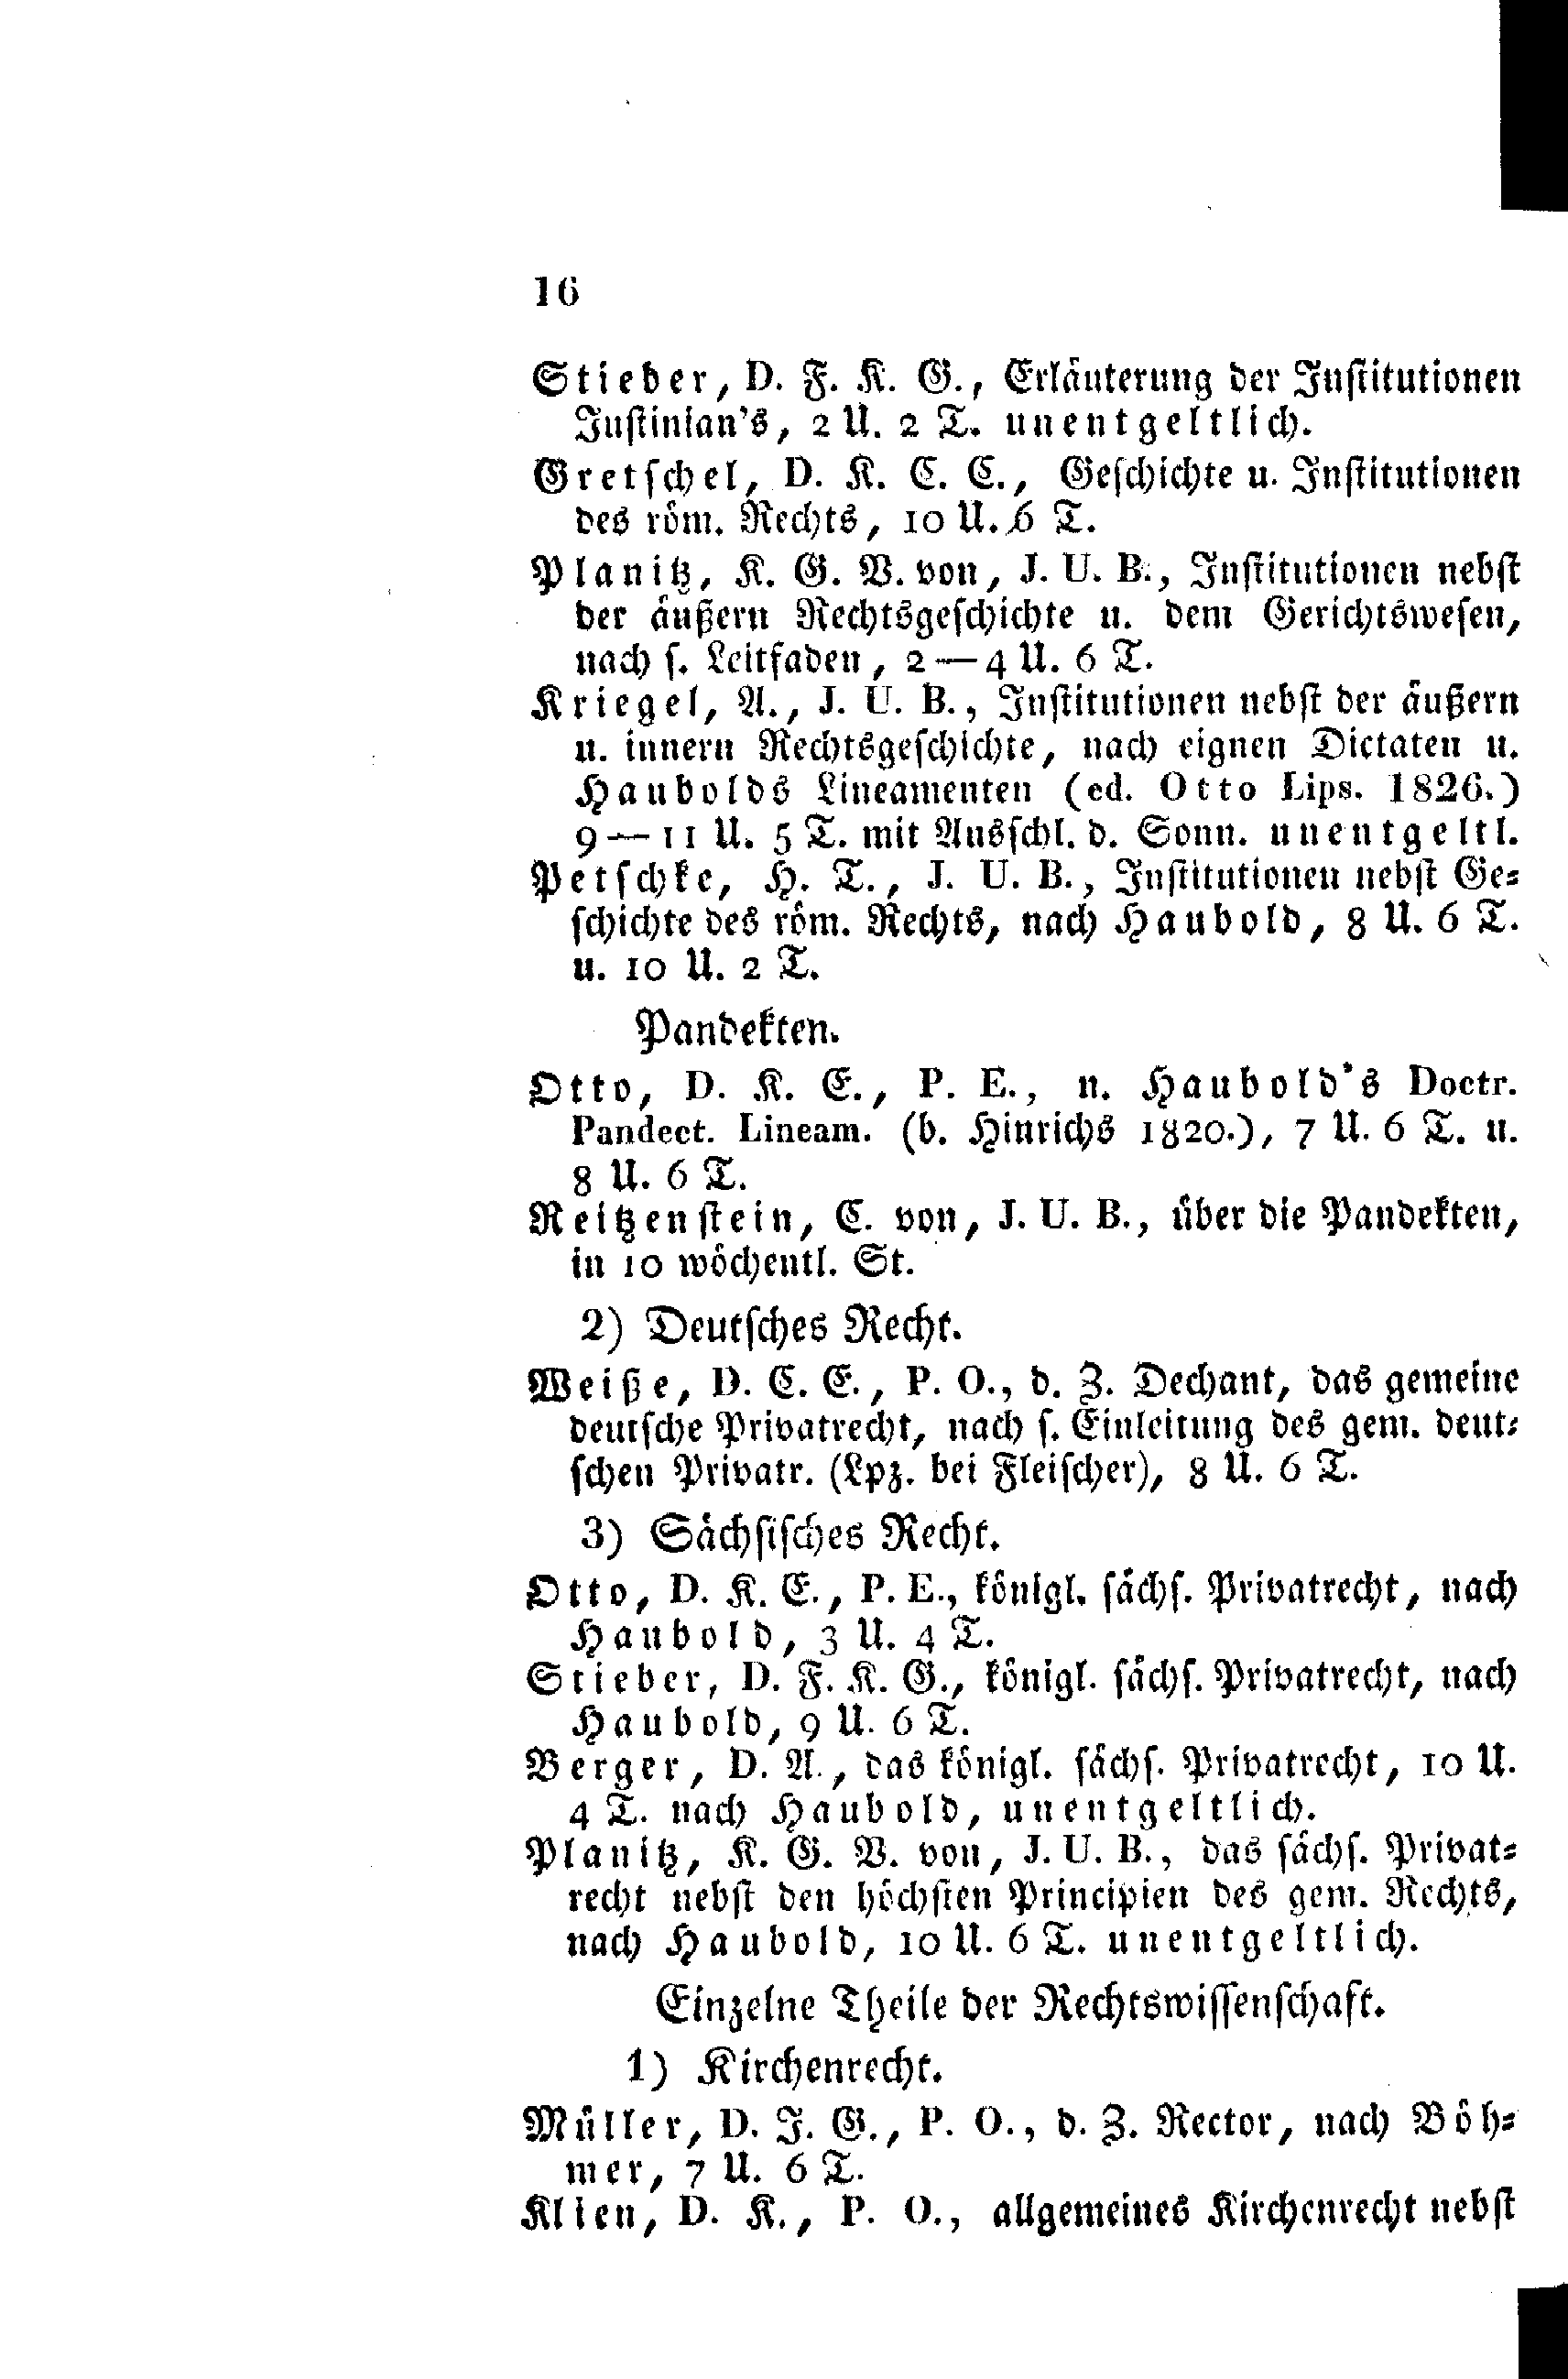 16
Stieber, D. F. K. G., Erläuterung der Institutionen
Justinian's, 2 U. 2 T. unentgeltlich.
Gretschel, D. K. C. C., Geschichte u. Institutionen
des röm. Rechts, 10 U. 6 T.
Planitz, K. G. V. von, J. U. B., Institutionen nebst
der äußern Rechtsgeschichte u. dem Gerichtswesen,
nach s. Leitfaden, 2—4 U. 6 T.
Kriegel, A., J. U. B., Institutionen nebst der äußern
u. innern Rechtsgeschichte, nach eignen Dictaten u.
Haubolds Lineamenten (ed. Otto Lips. 1826.)
9—11 U. 5 T. mit Ausschl. d. Sonn. unentgeltl.
Petschke, H. T., J. U. B., Institutionen nebst Ge-
schichte des röm. Rechts, nach Haubold, 8 U. 6 T.
u. 10 U. 2 T.
Pandekten.
Otto, D. K. E., P. E., n. Haubold's Doctr.
Pandect. Lineam. (b. Hinrichs 1820.), 7 U. 6 T. u.
8 U. 6 T.
Reitzenstein, C. von, J. U. B., über die Pandekten,
in 10 wöchentl. St.
2) Deutsches Recht.
Weiße, D. C. E., P. O., d. Z. Dechant, das gemeine
deutsche Privatrecht, nach s. Einleitung des gem. deut-
schen Privatr. (Lpz. bei Fleischer), 8 U. 6 T.
3) Sächsisches Recht.
Otto, D. K. E., P. E., königl. sächs. Privatrecht, nach
Haubold, 3 U. 4 T.
Stieber, D. F. K. G., königl. sächs. Privatrecht, nach
Haubold, 9 U. 6 T.
Berger, D. A., das königl. sächs. Privatrecht, 10 U.
4 T. nach Haubold, unentgeltlich.
Planitz, K. G. V. von, J. U. B., das sächs. Privat-
recht nebst den höchsten Principien des gem. Rechts,
nach Haubold, 10 U. 6 T. unentgeltlich.
Einzelne Theile der Rechtswissenschaft.
1) Kirchenrecht.
Müller, D. J. G., P. O., d. Z. Rector, nach Böh-
mer, 7 U. 6 T.
Klien, D. K., P. O., allgemeines Kirchenrecht nebst